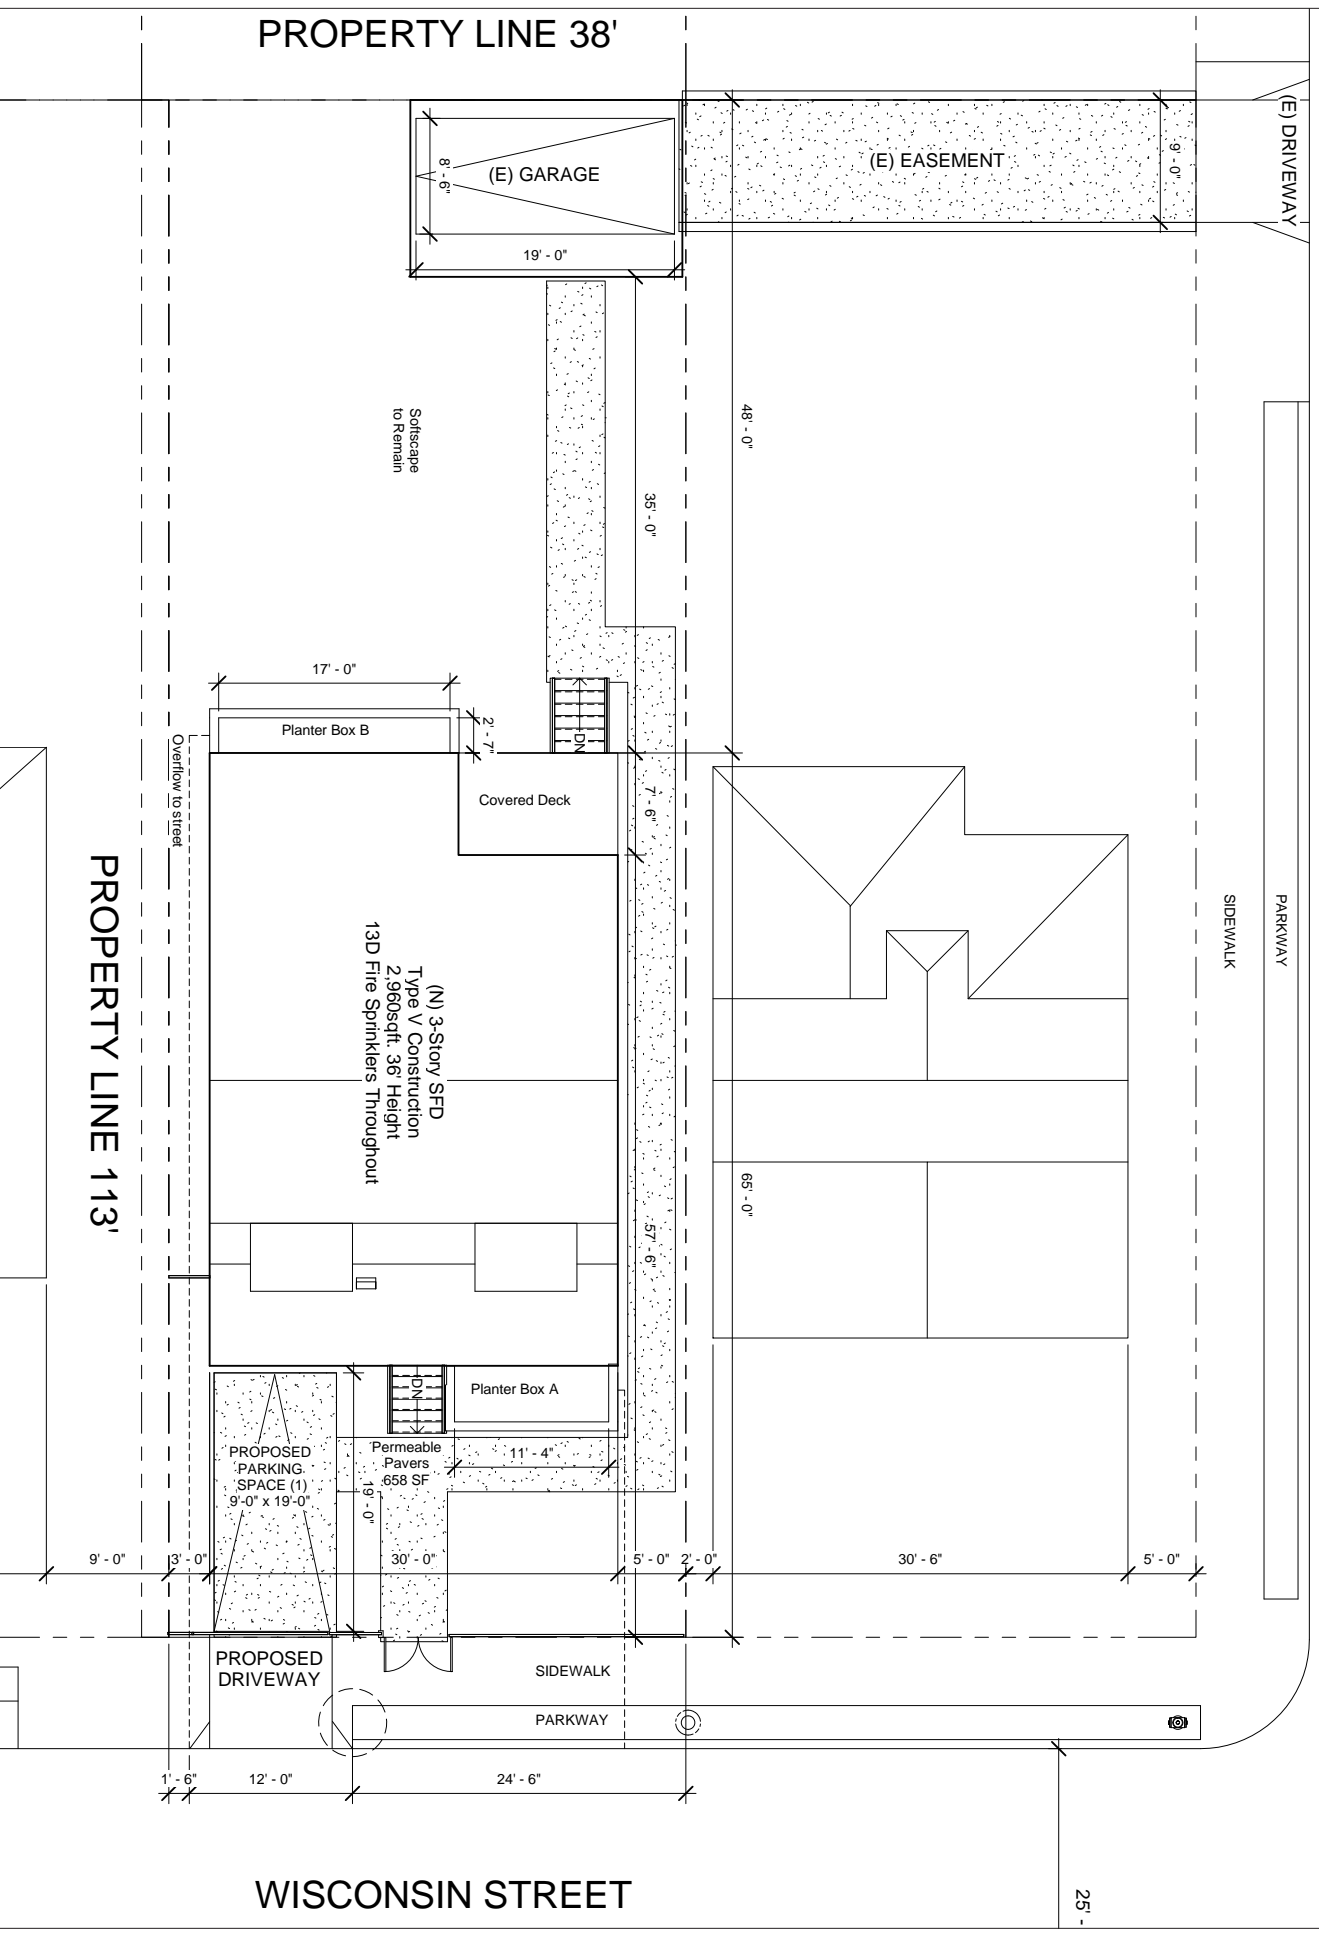 PROPERTY LINE 38'
(E) DRIVEWAY
8' - 6"
(E) GARAGE
(E) EASEMENT
9' - 0"
19' - 0"
48' - 0"
Softscape
to Remain
35' - 0"
17' - 0"
Planter Box B
2' - 7"
DN
Overflow to street
Covered Deck
7' - 6"
PROPERTY LINE 113'
(N) 3-Story SFD
Type V Construction
2,960sqft. 36' Height
13D Fire Sprinklers Throughout
SIDEWALK
PARKWAY
65' - 0"
57' - 6"
DN
Planter Box A
PROPOSED
PARKING
SPACE (1)
9'-0" x 19'-0"
Permeable
Pavers
658 SF
11' - 4"
19' - 0"
9' - 0"
3' - 0"
30' - 0"
5' - 0"
2' - 0"
30' - 6"
5' - 0"
PROPOSED
DRIVEWAY
SIDEWALK
PARKWAY
1' - 6"
12' - 0"
24' - 6"
WISCONSIN STREET
25' -